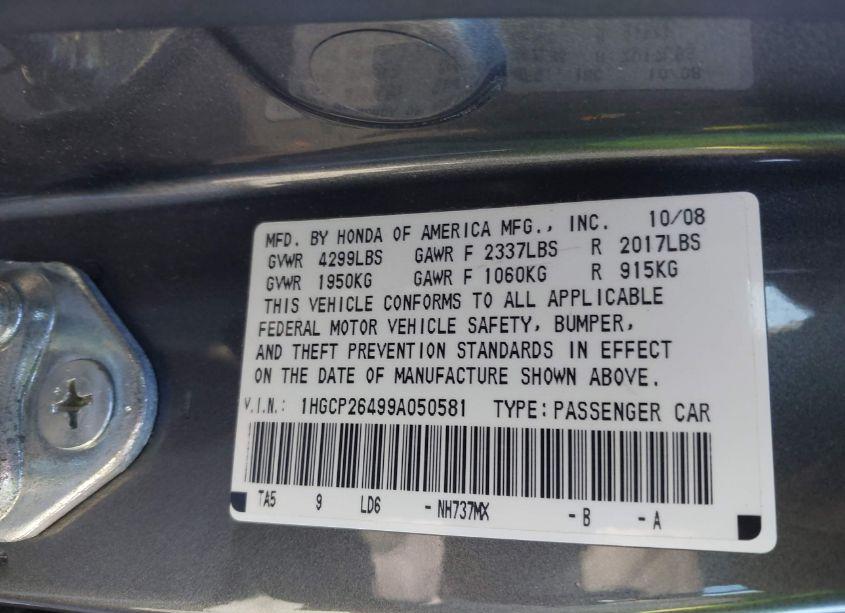 MFD. BY HONDA OF AMERICA MFG., INC. 10/08
GVWR 4299LBS GAWR F 2337LBS R 2017LBS
GVWR 1950KG GAWR F 1060KG R 915KG
THIS VEHICLE CONFORMS TO ALL APPLICABLE
FEDERAL MOTOR VEHICLE SAFETY, BUMPER,
AND THEFT PREVENTION STANDARDS IN EFFECT
ON THE DATE OF MANUFACTURE SHOWN ABOVE.
V.I.N.: 1HGCP26499A050581 TYPE: PASSENGER CAR
TA5 9 LD6 -NH737MX -B -A